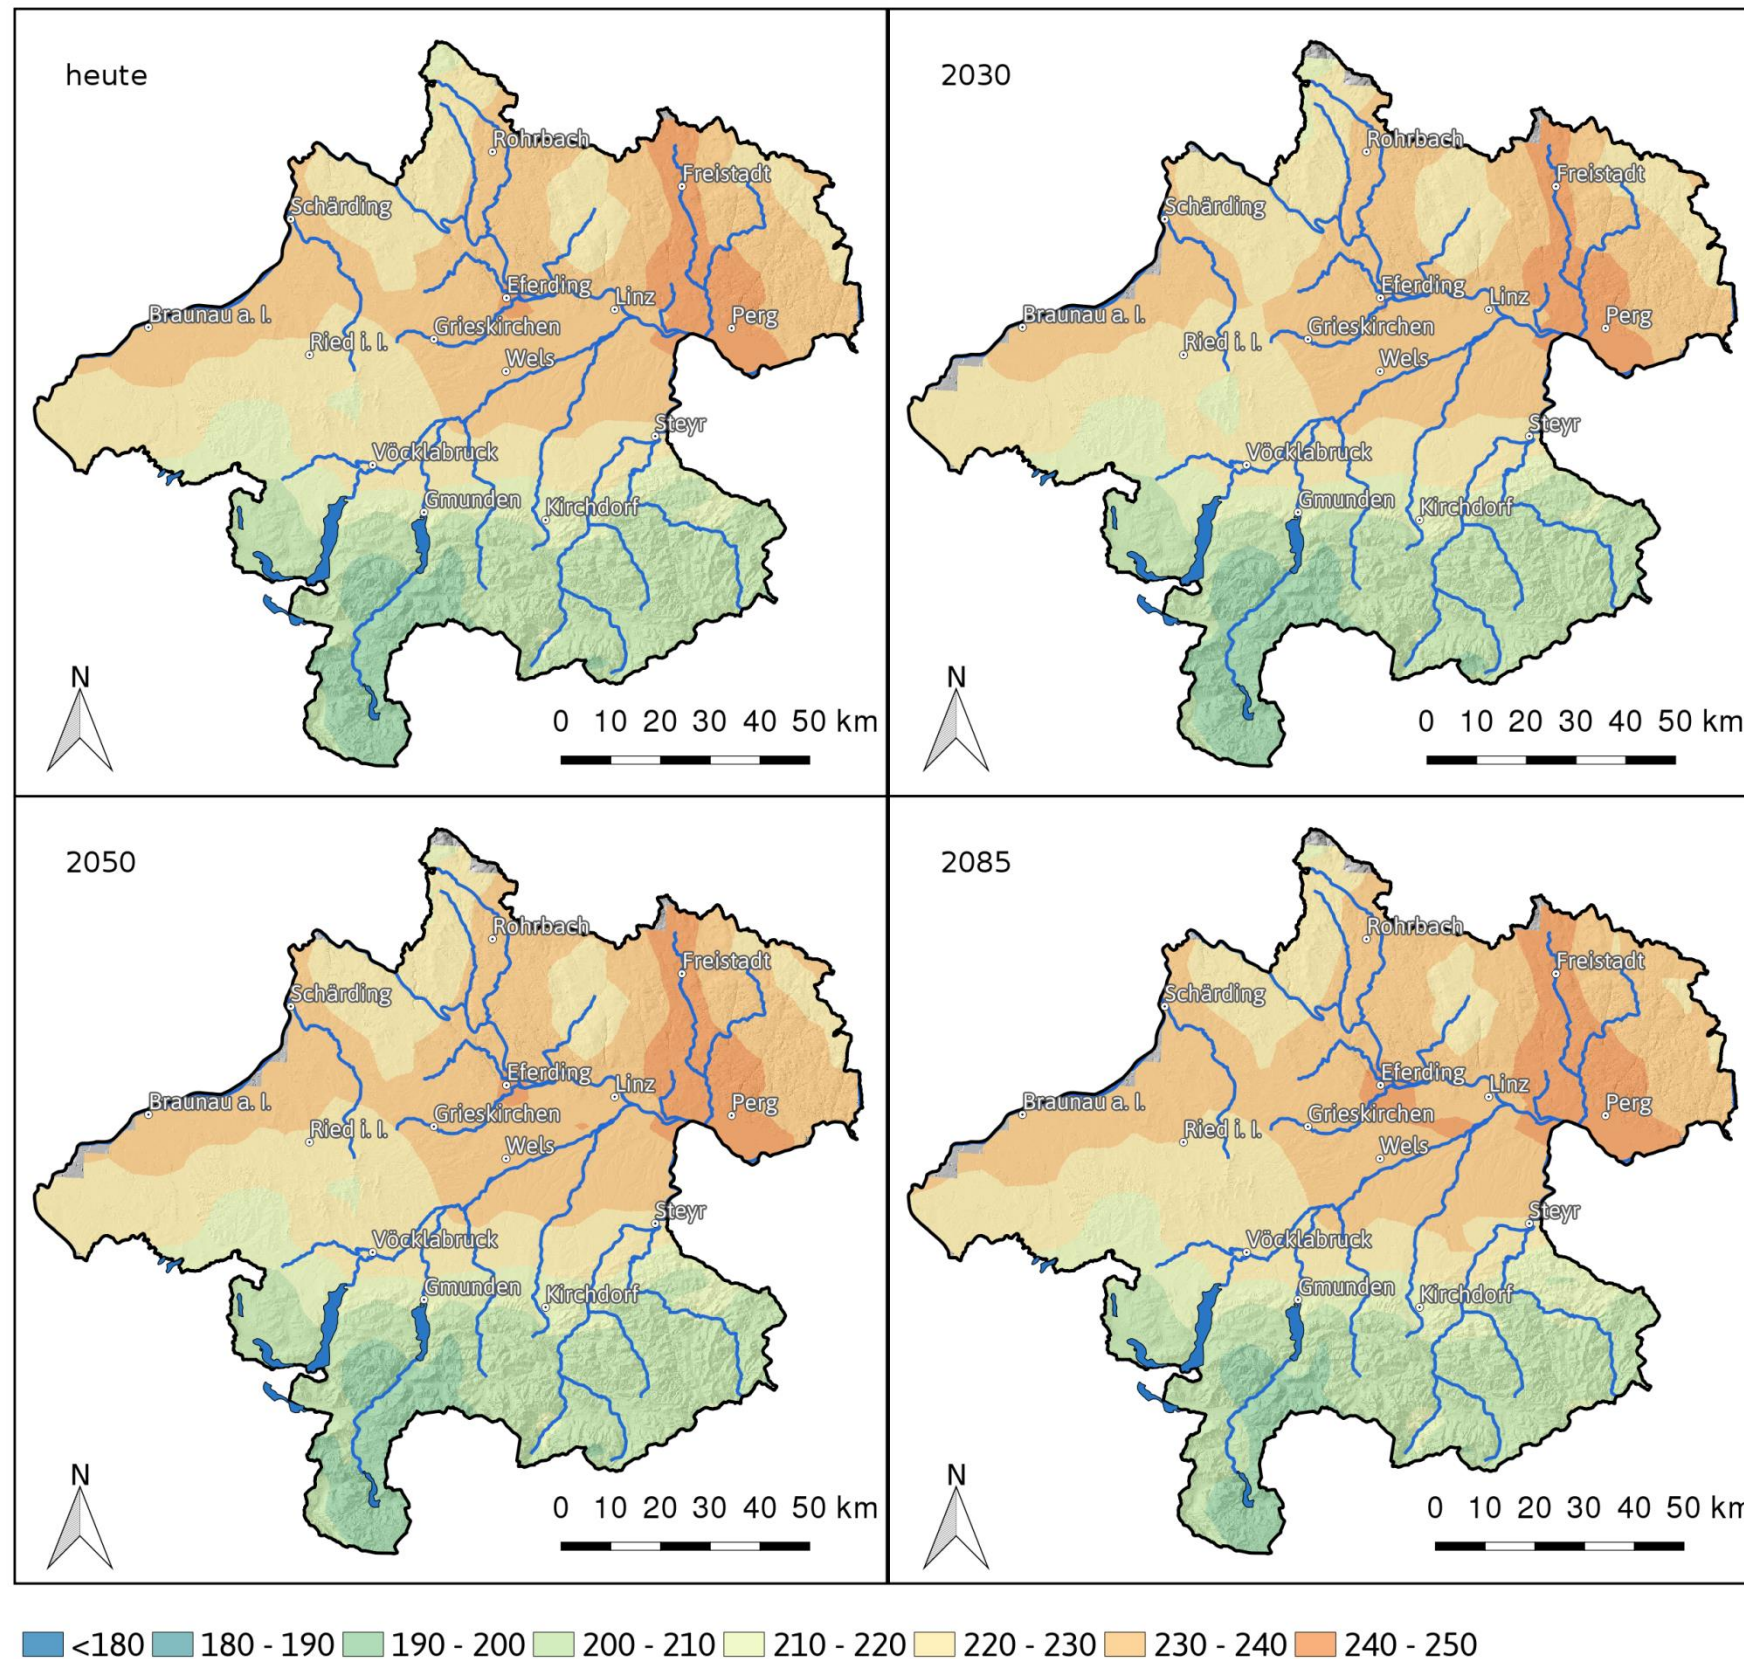 heute
Rohrbach
Freistadt
Schärding
Eferding
Linz
Braunau a. I.
Grieskirchen
Perg
Ried i. I.
Wels
Steyr
Vöcklabruck
Gmunden
Kirchdorf
N
0 10 20 30 40 50 km
2030
Rohrbach
Freistadt
Schärding
Eferding
Linz
Braunau a. I.
Grieskirchen
Perg
Ried i. I.
Wels
Steyr
Vöcklabruck
Gmunden
Kirchdorf
N
0 10 20 30 40 50 km
2050
Rohrbach
Freistadt
Schärding
Eferding
Linz
Braunau a. I.
Grieskirchen
Perg
Ried i. I.
Wels
Steyr
Vöcklabruck
Gmunden
Kirchdorf
N
0 10 20 30 40 50 km
2085
Rohrbach
Freistadt
Schärding
Eferding
Linz
Braunau a. I.
Grieskirchen
Perg
Ried i. I.
Wels
Steyr
Vöcklabruck
Gmunden
Kirchdorf
N
0 10 20 30 40 50 km
<180 180 - 190 190 - 200 200 - 210 210 - 220 220 - 230 230 - 240 240 - 250